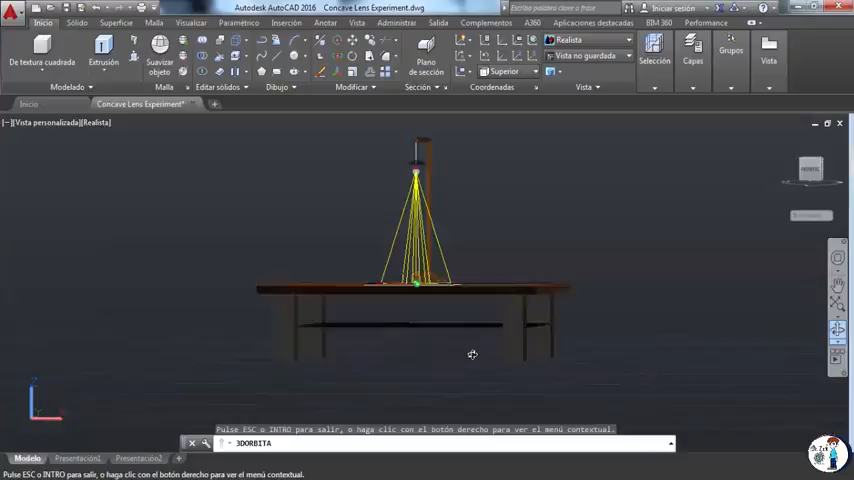 Autodesk AutoCAD 2016 Concave Lens Experiment.dwg
Escriba palabra clave o frase
Iniciar sesión
Inicio Sólido Superficie Malla Visualizar Paramétrico Inserción Anotar Vista Administrar Salida Complementos A360 Aplicaciones destacadas BIM 360 Performance
De textura cuadrada
Extrusión
Suavizar objeto
Plano de sección
Realista
Vista no guardada
Superior
Selección
Capas
Grupos
Vista
Modelado
Malla
Editar sólidos
Dibujo
Modificar
Sección
Coordenadas
Vista
Inicio
Concave Lens Experiment*
[−][Vista personalizada][Realista]
Pulse ESC o INTRO para salir, o haga clic con el botón derecho para ver el menú contextual.
3DORBITA
Modelo Presentación1 Presentación2
Pulse ESC o INTRO para salir, o haga clic con el botón derecho para ver el menú contextual.